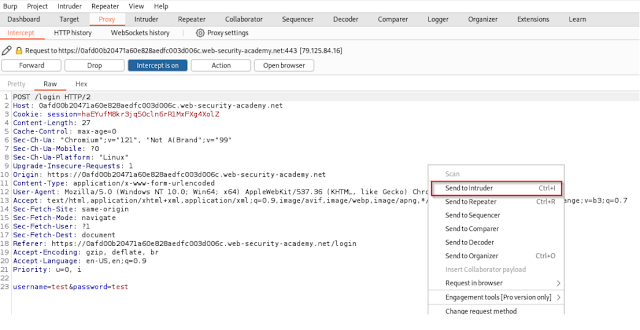 Burp Project Intruder Repeater View Help
Dashboard Target Proxy Intruder Repeater Collaborator Sequencer Decoder Comparer Logger Organizer Extensions Learn
Intercept HTTP history WebSockets history Proxy settings
Request to https://0afd00b20471a60e828aedfc003d006c.web-security-academy.net:443 [79.125.84.16]
Forward Drop Intercept is on Action Open browser
Pretty Raw Hex
1 POST /login HTTP/2
2 Host: 0afd00b20471a60e828aedfc003d006c.web-security-academy.net
3 Cookie: session=haEYufM8kr3jqSOcln6rRlMxFXg4XolZ
4 Content-Length: 27
5 Cache-Control: max-age=0
6 Sec-Ch-Ua: "Chromium";v="121", "Not A(Brand";v="99"
7 Sec-Ch-Ua-Mobile: ?0
8 Sec-Ch-Ua-Platform: "Linux"
9 Upgrade-Insecure-Requests: 1
10 Origin: https://0afd00b20471a60e828aedfc003d006c.web-security-academy.net
11 Content-Type: application/x-www-form-urlencoded
12 User-Agent: Mozilla/5.0 (Windows NT 10.0; Win64; x64) AppleWebKit/537.36 (KHTML, like Gecko) Chro
13 Accept: text/html,application/xhtml+xml,application/xml;q=0.9,image/avif,image/webp,image/apng,*/ ange;v=b3;q=0.7
14 Sec-Fetch-Site: same-origin
15 Sec-Fetch-Mode: navigate
16 Sec-Fetch-User: ?1
17 Sec-Fetch-Dest: document
18 Referer: https://0afd00b20471a60e828aedfc003d006c.web-security-academy.net/login
19 Accept-Encoding: gzip, deflate, br
20 Accept-Language: en-US,en;q=0.9
21 Priority: u=0, i
22
23 username=test&password=test
Scan
Send to Intruder Ctrl+I
Send to Repeater Ctrl+R
Send to Sequencer
Send to Comparer
Send to Decoder
Send to Organizer Ctrl+O
Insert Collaborator payload
Request in browser >
Engagement tools [Pro version only] >
Change request method